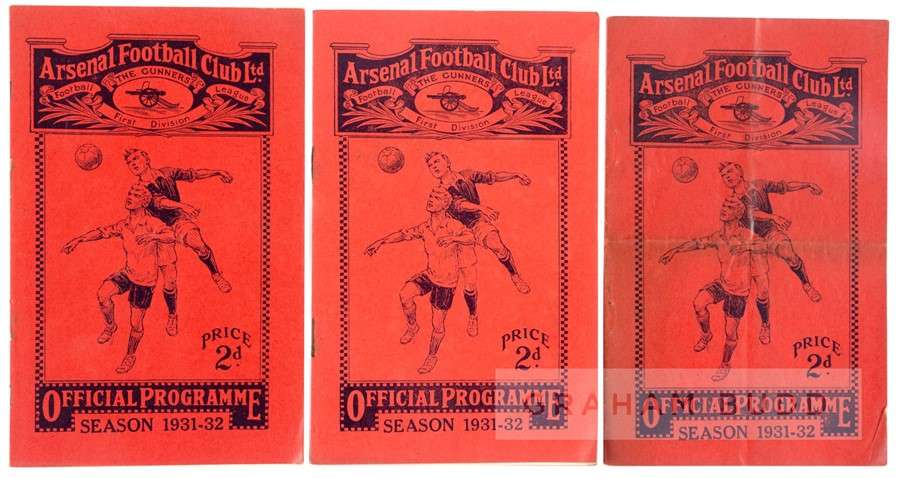 Arsenal Football Club Ltd.
THE GUNNERS
Football League
First Division
PRICE
2d.
OFFICIAL PROGRAMME
SEASON 1931-32
Arsenal Football Club Ltd.
THE GUNNERS
Football League
First Division
PRICE
2d.
OFFICIAL PROGRAMME
SEASON 1931-32
Arsenal Football Club Ltd.
THE GUNNERS
Football League
First Division
PRICE
2d.
OFFICIAL PROGRAMME
SEASON 1931-32
GRAHAM BUDD